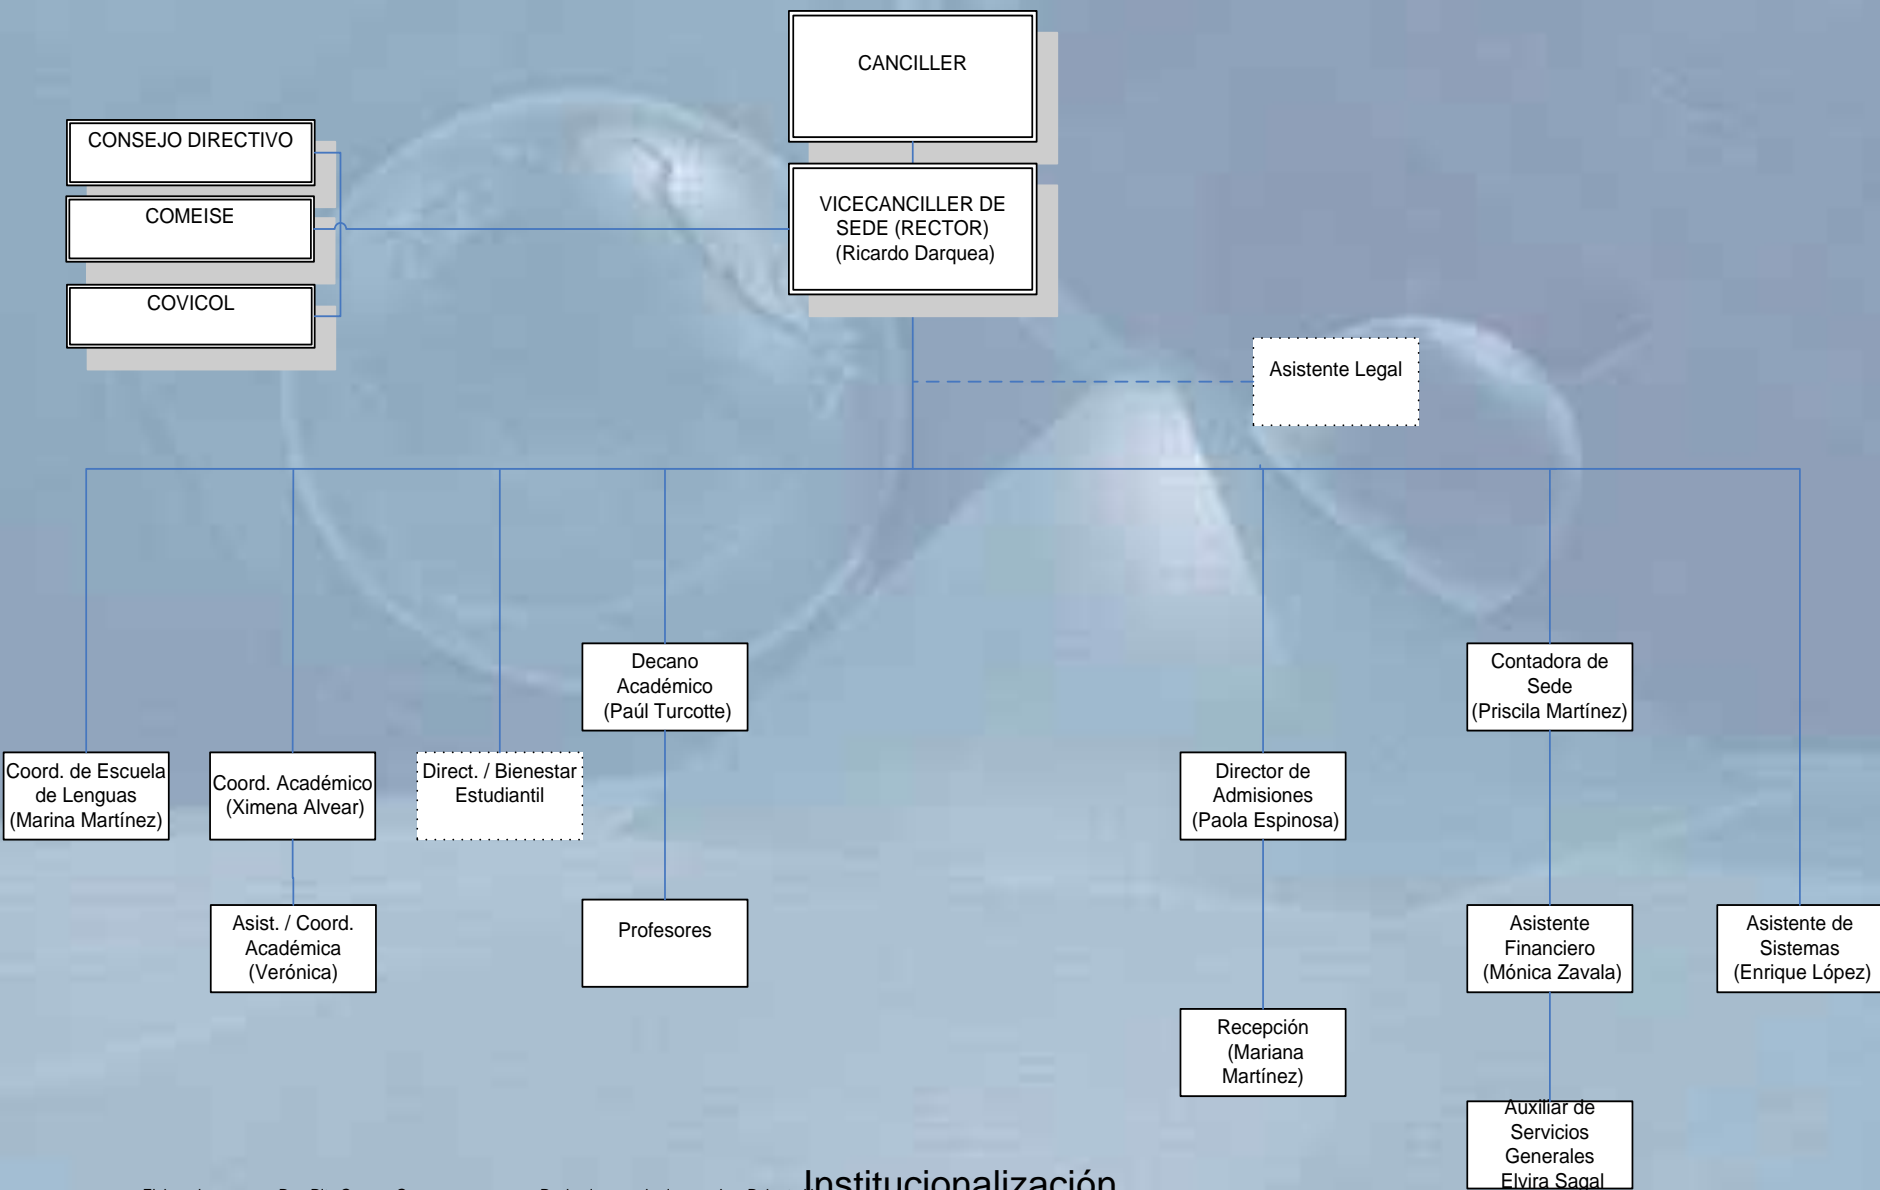 CANCILLER
CONSEJO DIRECTIVO
COMEISE
COVICOL
VICECANCILLER DE
SEDE (RECTOR)
(Ricardo Darquea)
Asistente Legal
Decano
Académico
(Paúl Turcotte)
Contadora de
Sede
(Priscila Martínez)
Coord. de Escuela
de Lenguas
(Marina Martínez)
Coord. Académico
(Ximena Alvear)
Direct. / Bienestar
Estudiantil
Director de
Admisiones
(Paola Espinosa)
Asist. / Coord.
Académica
(Verónica)
Profesores
Asistente
Financiero
(Mónica Zavala)
Asistente de
Sistemas
(Enrique López)
Recepción
(Mariana
Martínez)
Auxiliar de
Servicios
Generales
Elvira Sagal
Institucionalización